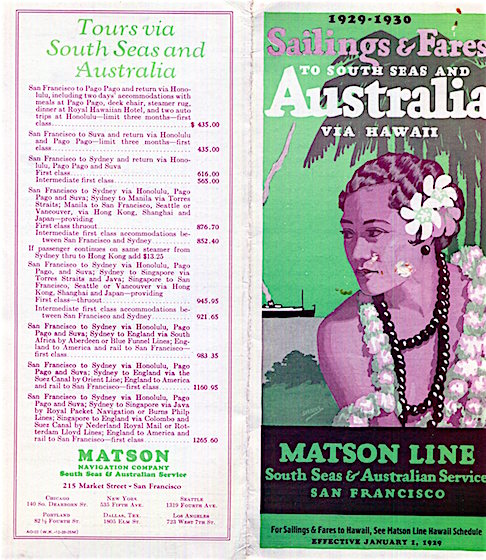 Tours via
South Seas and
Australia
San Francisco to Pago Pago and return via Hono-
lulu, including two days' accommodations with
meals at Pago Pago, deck chair, steamer rug,
dinner at Royal Hawaiian Hotel, and two auto
trips at Honolulu—limit three months—first
class $ 435.00
San Francisco to Suva and return via Honolulu
and Pago Pago—limit three months—first
class 435.00
San Francisco to Sydney and return via Hono-
lulu, Pago Pago and Suva
First class 616.00
Intermediate first class 565.00
San Francisco to Sydney via Honolulu, Pago
Pago and Suva; Sydney to Manila via Torres
Straits; Manila to San Francisco, Seattle or
Vancouver, via Hong Kong, Shanghai and
Japan—providing
First class thruout 876.70
Intermediate first class accommodations be-
tween San Francisco and Sydney 852.40
If passenger continues on same steamer from
Sydney thru to Hong Kong add $13.25
San Francisco to Sydney via Honolulu, Pago
Pago, and Suva; Sydney to Singapore via
Torres Straits and Java; Singapore to San
Francisco, Seattle or Vancouver via Hong
Kong, Shanghai and Japan—providing
First class—thruout 945.95
Intermediate first class accommodations be-
tween San Francisco and Sydney 921.65
San Francisco to Sydney via Honolulu, Pago
Pago and Suva; Sydney to England via South
Africa by Aberdeen or Blue Funnel Lines; Eng-
land to America and rail to San Francisco—
first class 983.35
San Francisco to Sydney via Honolulu, Pago
Pago and Suva; Sydney to England via the
Suez Canal by Orient Line; England to America
and rail to San Francisco—first class 1160.95
San Francisco to Sydney via Honolulu, Pago
Pago and Suva; Sydney to Singapore via Java
by Royal Packet Navigation or Burns Philp
Lines; Singapore to England via Colombo and
Suez Canal by Nederland Royal Mail or Rot-
terdam Lloyd Lines; England to America and
rail to San Francisco—first class 1265.60
MATSON
NAVIGATION COMPANY
South Seas & Australian Service
215 Market Street - San Francisco
CHICAGO NEW YORK SEATTLE
140 SO. DEARBORN ST. 535 FIFTH AVE. 1319 FOURTH AVE.
PORTLAND DALLAS, TEX. LOS ANGELES
82½ FOURTH ST. 1805 ELM ST. 723 WEST 7TH ST.
1929-1930
Sailings & Fares
TO SOUTH SEAS AND
Australia
VIA HAWAII
MATSON LINE
South Seas & Australian Service
SAN FRANCISCO
For Sailings & Fares to Hawaii, See Matson Line Hawaii Schedule
EFFECTIVE JANUARY 1, 1929